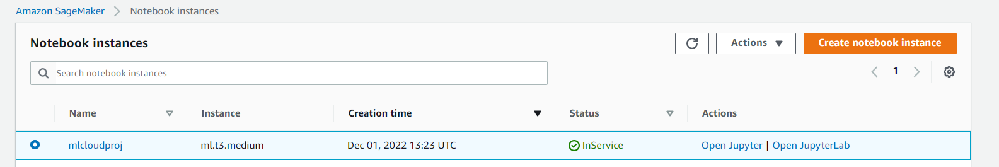 Amazon SageMaker > Notebook instances
Notebook instances
Actions
Create notebook instance
Search notebook instances
1
Name Instance Creation time Status Actions
mlcloudproj ml.t3.medium Dec 01, 2022 13:23 UTC InService Open Jupyter | Open JupyterLab